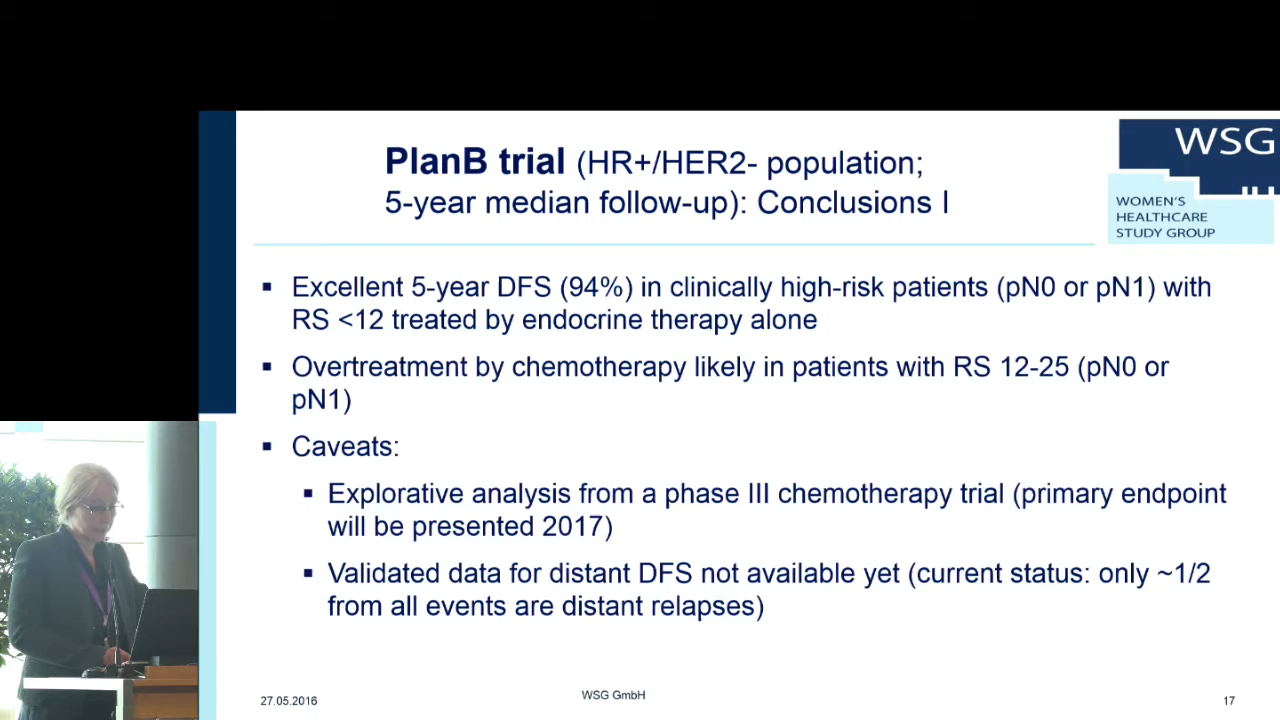 PlanB trial (HR+/HER2- population;
5-year median follow-up): Conclusions I
WSG
WOMEN'S
HEALTHCARE
STUDY GROUP
▪ Excellent 5-year DFS (94%) in clinically high-risk patients (pN0 or pN1) with
RS <12 treated by endocrine therapy alone
▪ Overtreatment by chemotherapy likely in patients with RS 12-25 (pN0 or
pN1)
▪ Caveats:
▪ Explorative analysis from a phase III chemotherapy trial (primary endpoint
will be presented 2017)
▪ Validated data for distant DFS not available yet (current status: only ~1/2
from all events are distant relapses)
27.05.2016
WSG GmbH
17